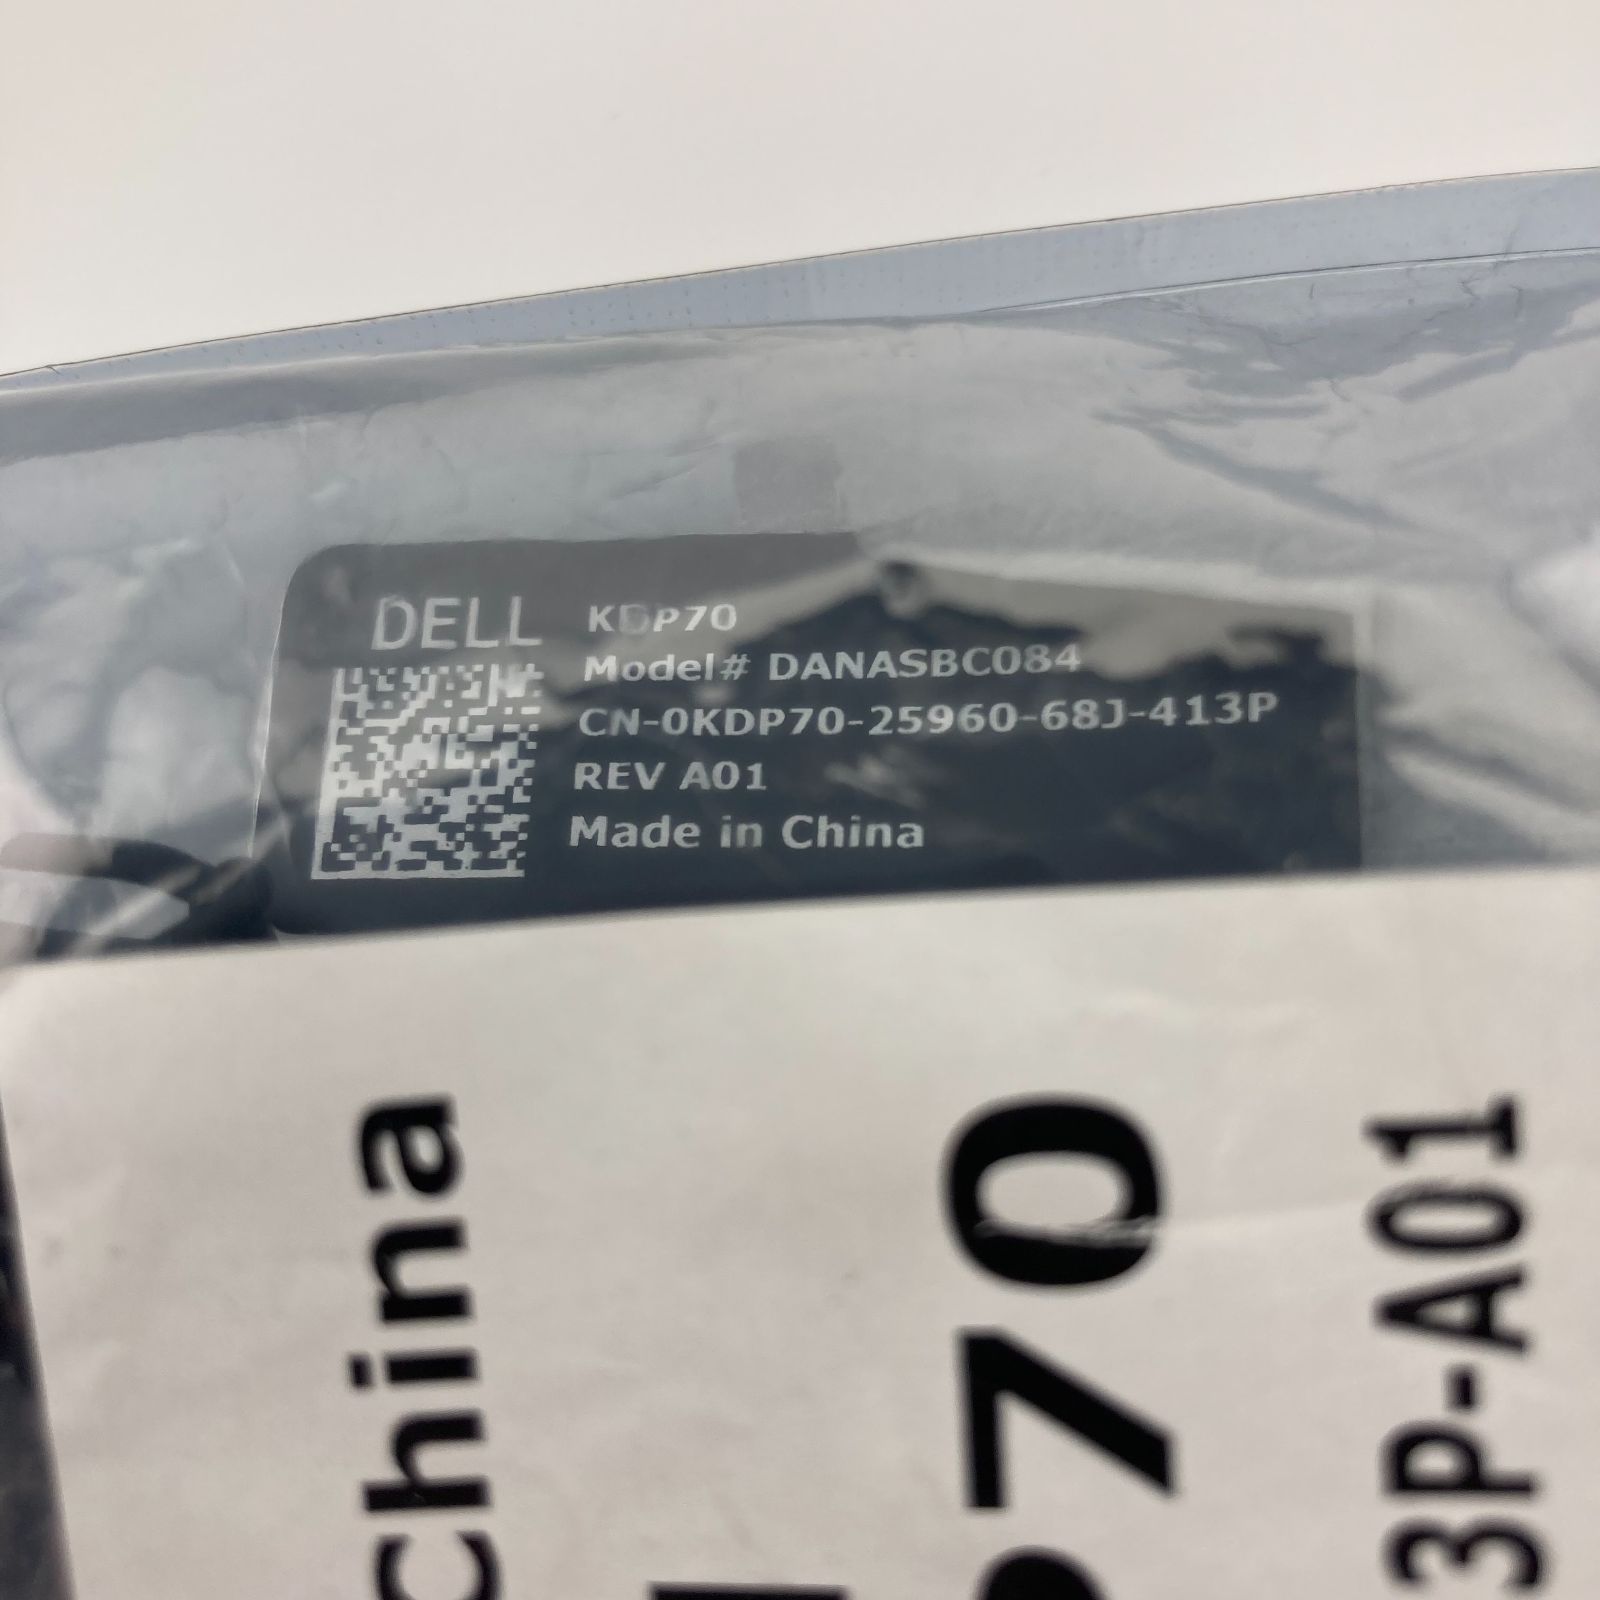 DELL
KDP70
Model# DANASBC084
CN-0KDP70-25960-68J-413P
REV A01
Made in China
china
70
3P-A01